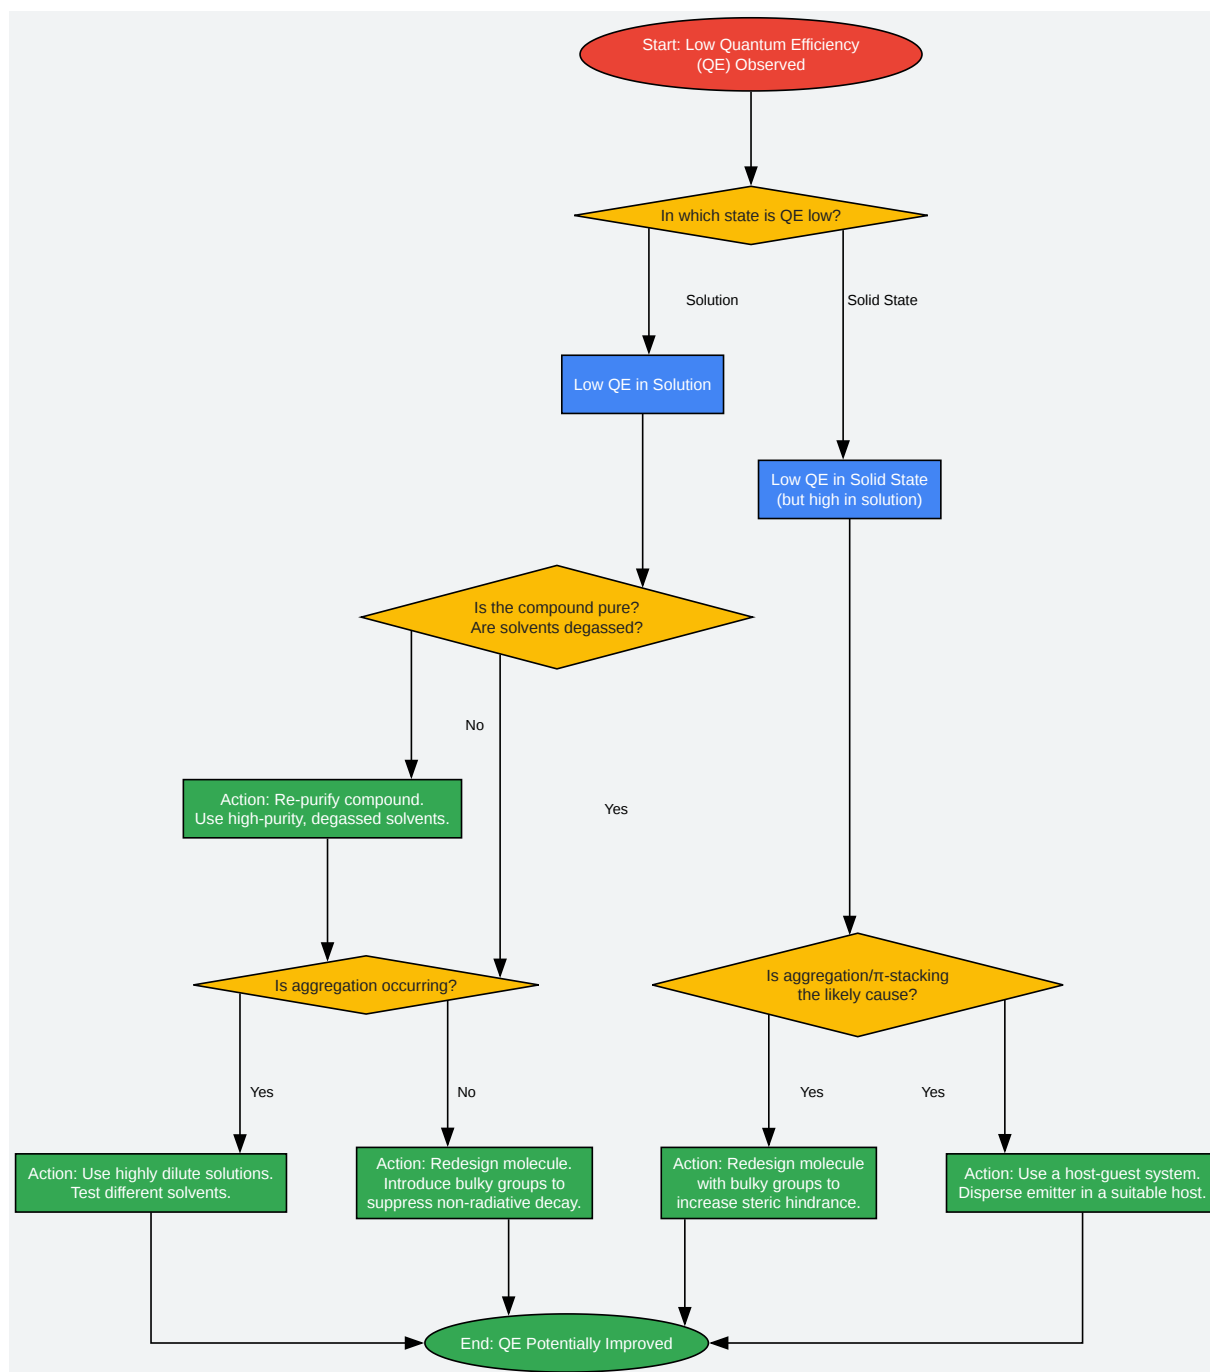 Start: Low Quantum Efficiency
(QE) Observed
In which state is QE low?
Solution
Solid State
Low QE in Solution
Low QE in Solid State
(but high in solution)
Is the compound pure?
Are solvents degassed?
No
Action: Re-purify compound.
Use high-purity, degassed solvents.
Yes
Is aggregation occurring?
Is aggregation/π-stacking
the likely cause?
Yes
No
Yes
Yes
Action: Use highly dilute solutions.
Test different solvents.
Action: Redesign molecule.
Introduce bulky groups to
suppress non-radiative decay.
Action: Redesign molecule
with bulky groups to
increase steric hindrance.
Action: Use a host-guest system.
Disperse emitter in a suitable host.
End: QE Potentially Improved